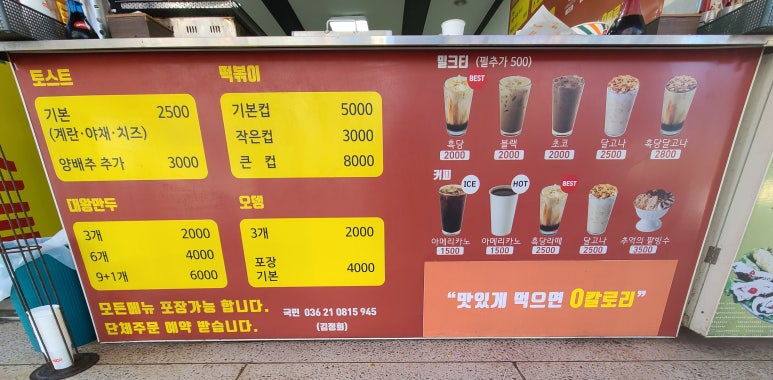 토스트
기본 2500
(계란·야채·치즈)
양배추 추가 3000
떡볶이
기본컵 5000
작은컵 3000
큰 컵 8000
대왕만두
3개 2000
6개 4000
9+1개 6000
오뎅
3개 2000
포장
기본 4000
모든메뉴 포장가능 합니다.
단체주문 예약 받습니다.
국민 036 21 0815 945
(김정희)
밀크티 (펄추가 500)
BEST
흑당 블랙 초코 달고나 흑당달고나
2000 2000 2000 2500 2800
커피
ICE HOT BEST
아메리카노 아메리카노 흑당라떼 달고나 추억의 팥빙수
1500 1500 2500 2500 3500
“맛있게 먹으면 0칼로리”